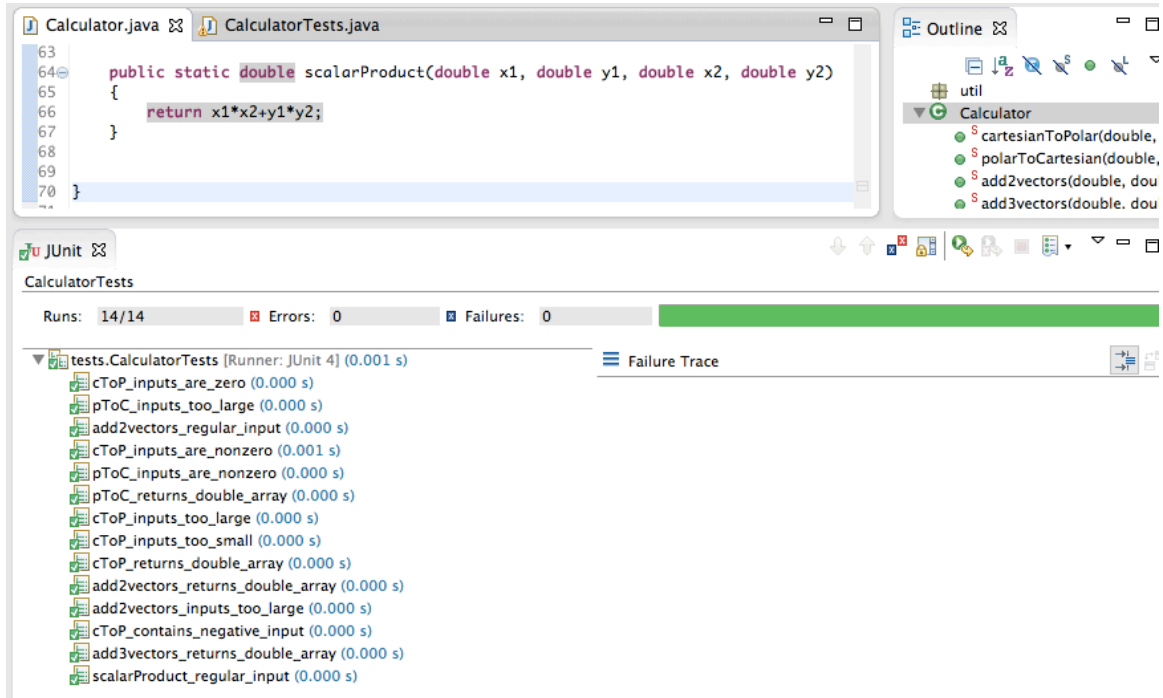 Calculator.java CalculatorTests.java
63
64 public static double scalarProduct(double x1, double y1, double x2, double y2)
65 {
66 return x1*x2+y1*y2;
67 }
68
69
70 }
Outline
util
Calculator
S cartesianToPolar(double,
S polarToCartesian(double,
S add2vectors(double, dou
S add3vectors(double. dou
JUnit
CalculatorTests
Runs: 14/14 Errors: 0 Failures: 0
tests.CalculatorTests [Runner: JUnit 4] (0.001 s)
cToP_inputs_are_zero (0.000 s)
pToC_inputs_too_large (0.000 s)
add2vectors_regular_input (0.000 s)
cToP_inputs_are_nonzero (0.001 s)
pToC_inputs_are_nonzero (0.000 s)
pToC_returns_double_array (0.000 s)
cToP_inputs_too_large (0.000 s)
cToP_inputs_too_small (0.000 s)
cToP_returns_double_array (0.000 s)
add2vectors_returns_double_array (0.000 s)
add2vectors_inputs_too_large (0.000 s)
cToP_contains_negative_input (0.000 s)
add3vectors_returns_double_array (0.000 s)
scalarProduct_regular_input (0.000 s)
Failure Trace